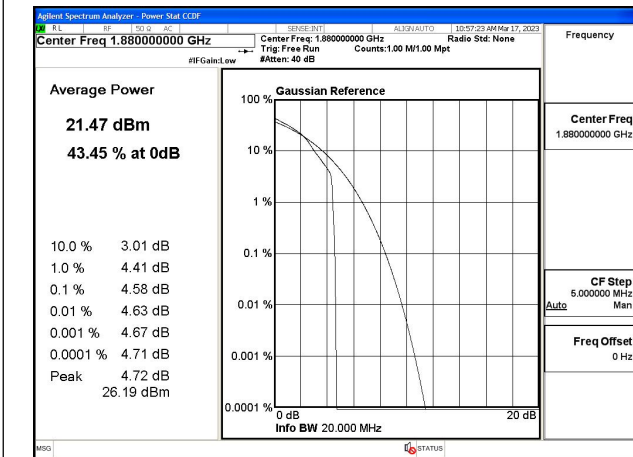 Agilent Spectrum Analyzer - Power Stat CCDF
LXI RL RF 50 Ω AC SENSE:INT ALIGN AUTO 10:57:23 AM Mar 17, 2023
Center Freq 1.880000000 GHz Center Freq: 1.880000000 GHz Radio Std: None
Trig: Free Run Counts:1.00 M/1.00 Mpt
#IFGain:Low #Atten: 40 dB
Frequency
Average Power
21.47 dBm
43.45 % at 0dB
10.0 % 3.01 dB
1.0 % 4.41 dB
0.1 % 4.58 dB
0.01 % 4.63 dB
0.001 % 4.67 dB
0.0001 % 4.71 dB
Peak 4.72 dB
26.19 dBm
Gaussian Reference
100 %
10 %
1 %
0.1 %
0.01 %
0.001 %
0.0001 %
0 dB 20 dB
Info BW 20.000 MHz
Center Freq
1.880000000 GHz
CF Step
5.000000 MHz
Auto Man
Freq Offset
0 Hz
MSG STATUS